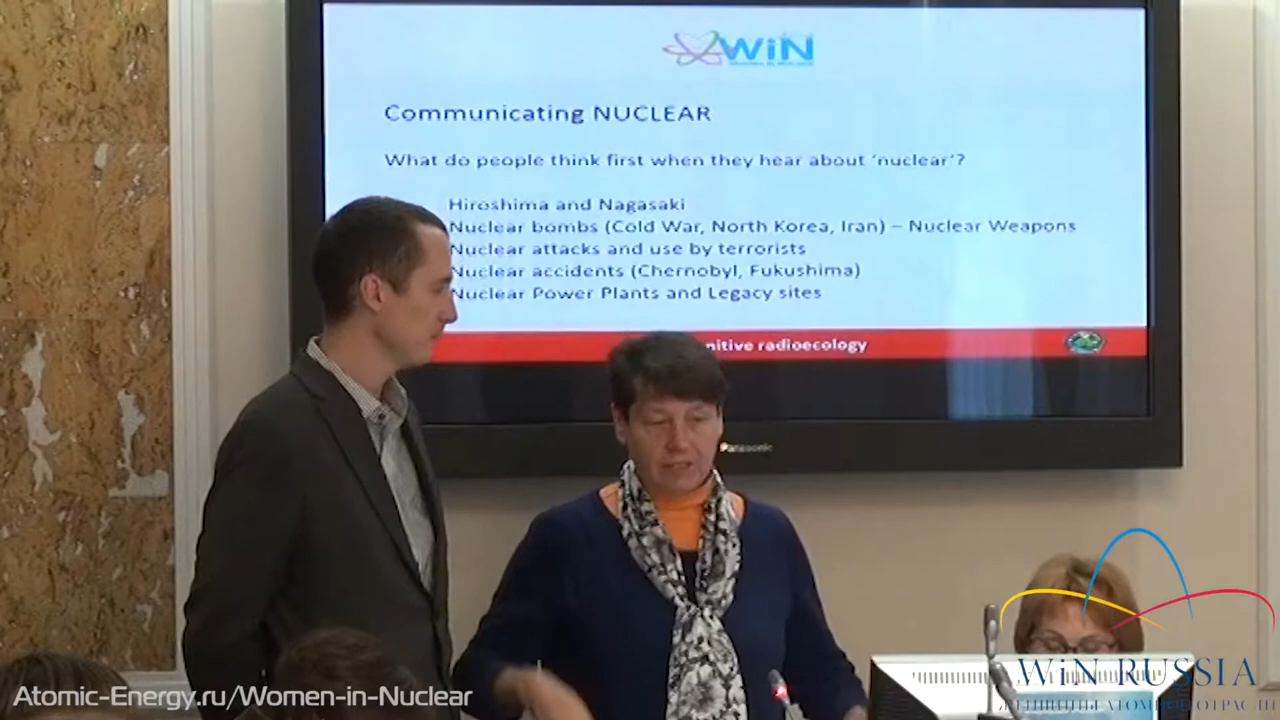 WiN
Communicating NUCLEAR
What do people think first when they hear about ‘nuclear’?
Hiroshima and Nagasaki
Nuclear bombs (Cold War, North Korea, Iran) – Nuclear Weapons
Nuclear attacks and use by terrorists
Nuclear accidents (Chernobyl, Fukushima)
Nuclear Power Plants and Legacy sites
radioecology
Panasonic
WiN RUSSIA
Atomic-Energy.ru/Women-in-Nuclear